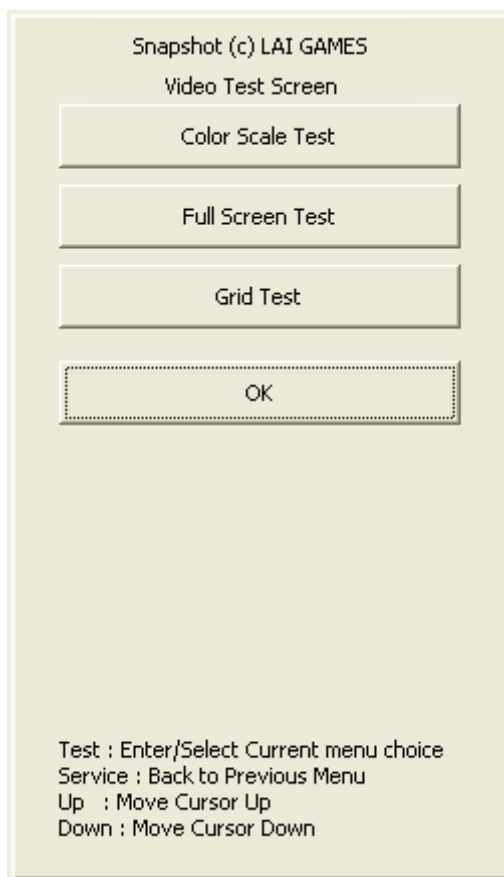 Snapshot (c) LAI GAMES
Video Test Screen
Color Scale Test
Full Screen Test
Grid Test
OK
Test : Enter/Select Current menu choice
Service : Back to Previous Menu
Up : Move Cursor Up
Down : Move Cursor Down